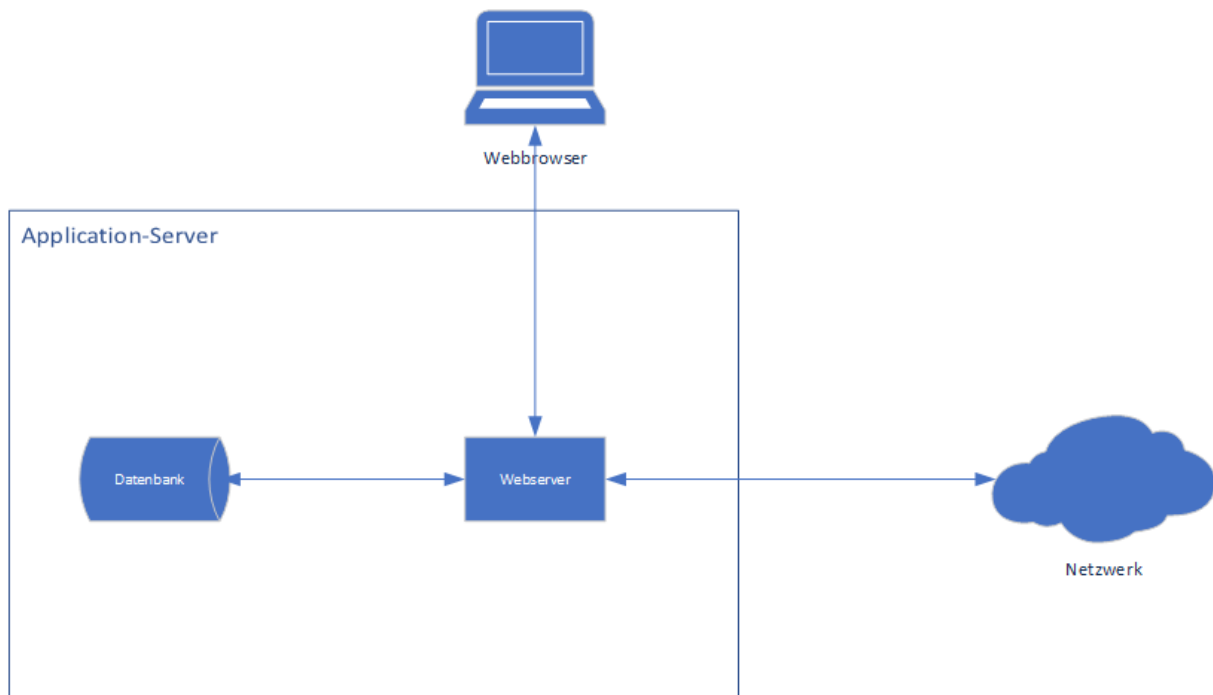 Webbrowser
Application-Server
Datenbank
Webserver
Netzwerk